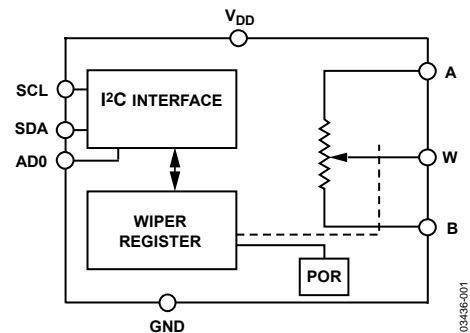 VDD
SCL
SDA
AD0
I2C INTERFACE
A
W
B
WIPER
REGISTER
POR
GND
03436-001